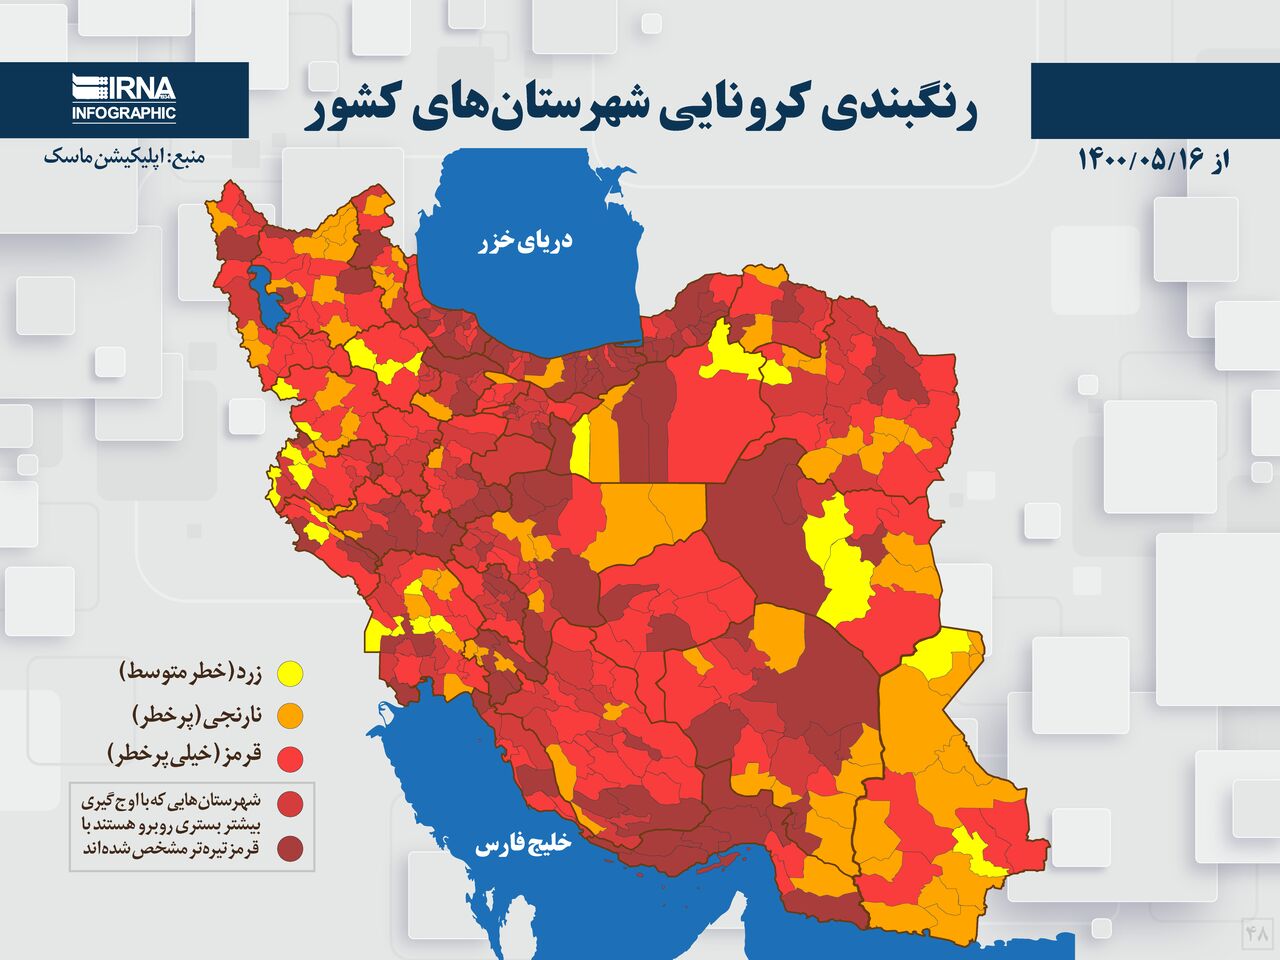 IRNA
INFOGRAPHIC
رنگبندی کرونایی شهرستان‌های کشور
از ۱۴۰۰/۰۵/۱۶
منبع: اپلیکیشن ماسک
دریای خزر
زرد (خطر متوسط)
نارنجی (پرخطر)
قرمز (خیلی پرخطر)
شهرستان‌هایی که با اوج گیری
بیشتر بستری روبرو هستند با
قرمز تیره‌تر مشخص شده‌اند
خلیج فارس
۴۸